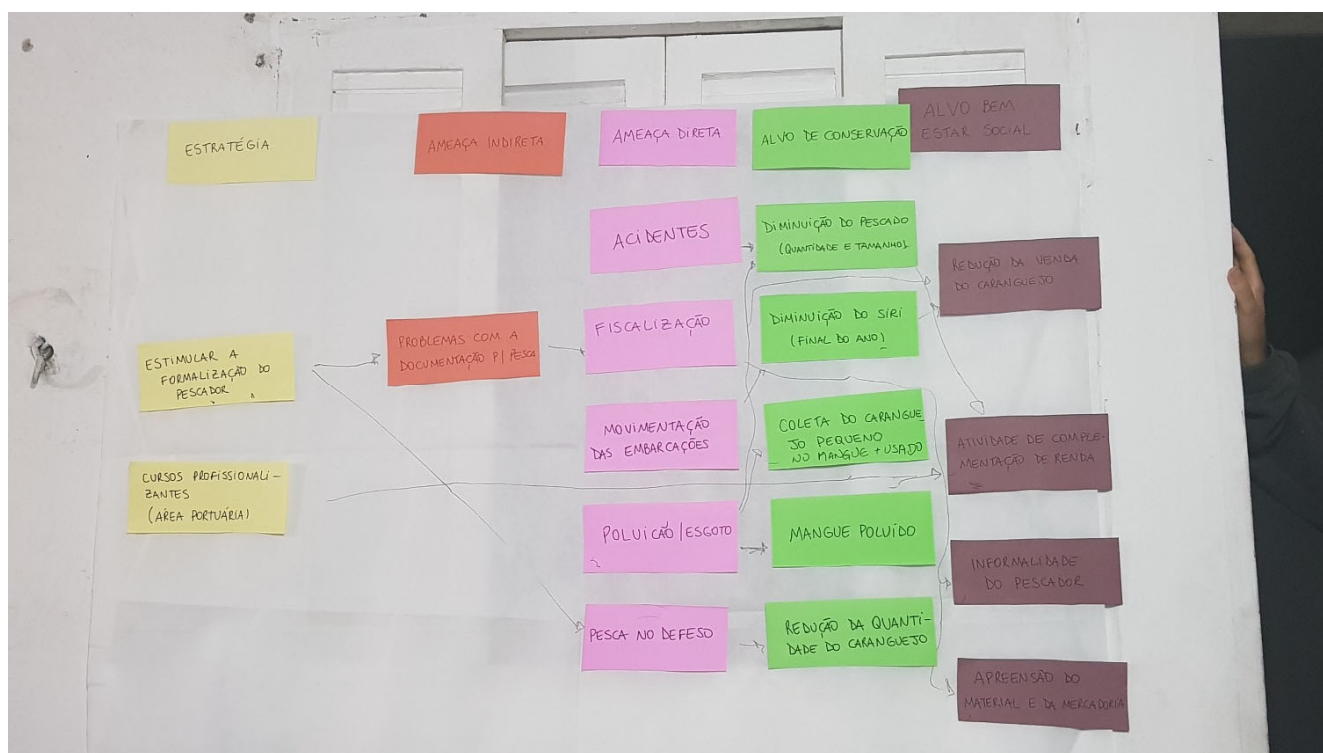 ESTRATÉGIA
AMEAÇA INDIRETA
AMEAÇA DIRETA
ALVO DE CONSERVAÇÃO
ALVO BEM
ESTAR SOCIAL
ESTIMULAR A
FORMALIZAÇÃO DO
PESCADOR
CURSOS PROFISSIONALI-
ZANTES
(ÁREA PORTUÁRIA)
PROBLEMAS COM A
DOCUMENTAÇÃO P/ PESCA
ACIDENTES
FISCALIZAÇÃO
MOVIMENTAÇÃO
DAS EMBARCAÇÕES
POLUIÇÃO/ESGOTO
PESCA NO DEFESO
DIMINUIÇÃO DO PESCADO
(QUANTIDADE E TAMANHO)
DIMINUIÇÃO DO SIRI
(FINAL DO ANO)
COLETA DO CARANGUE
JO PEQUENO
NO MANGUE + USADO
MANGUE POLUÍDO
REDUÇÃO DA QUANTI-
DADE DO CARANGUEJO
REDUÇÃO DA VENDA
DO CARANGUEJO
ATIVIDADE DE COMPLE-
MENTAÇÃO DE RENDA
INFORMALIDADE
DO PESCADOR
APREENSÃO DO
MATERIAL E DA MERCADORIA